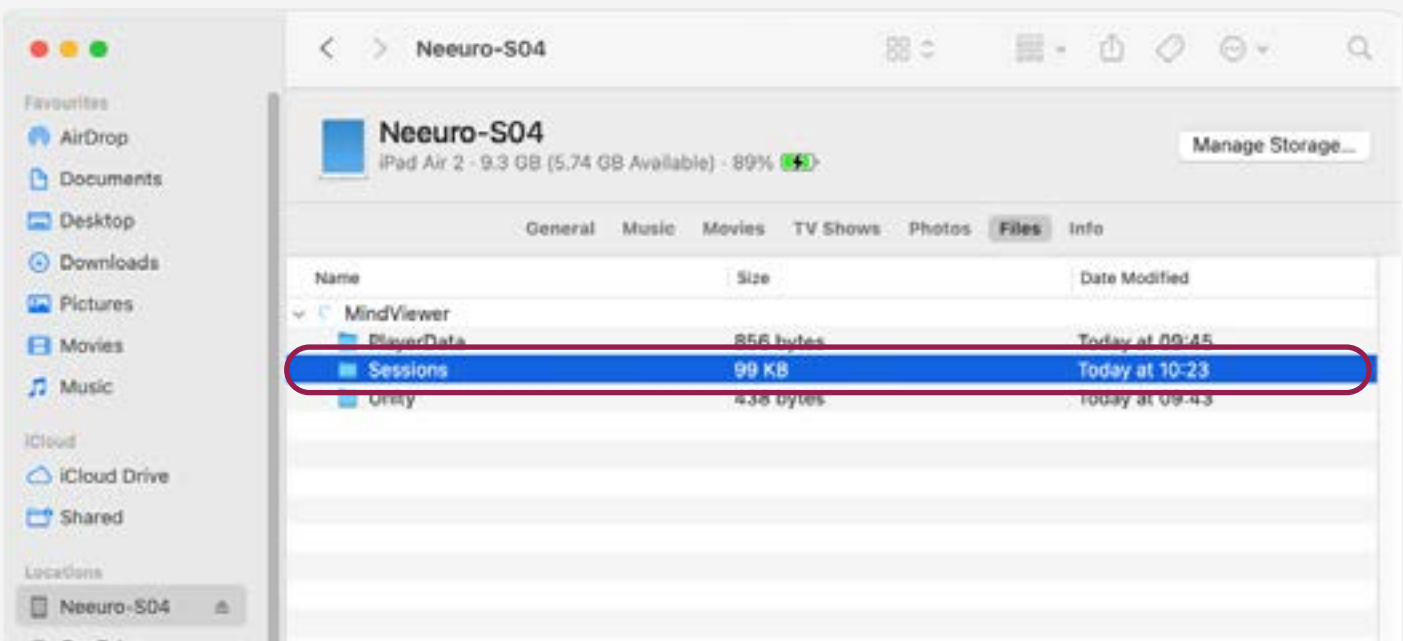 Neeuro-S04
Favourites
AirDrop
Documents
Desktop
Downloads
Pictures
Movies
Music
iCloud
iCloud Drive
Shared
Locations
Neeuro-S04
Neeuro-S04
iPad Air 2 - 9.3 GB (5.74 GB Available) - 89%
Manage Storage...
General Music Movies TV Shows Photos Files Info
Name Size Date Modified
MindViewer
PlayerData 856 bytes Today at 09:45
Sessions 99 KB Today at 10:23
Unity 438 bytes Today at 09:43